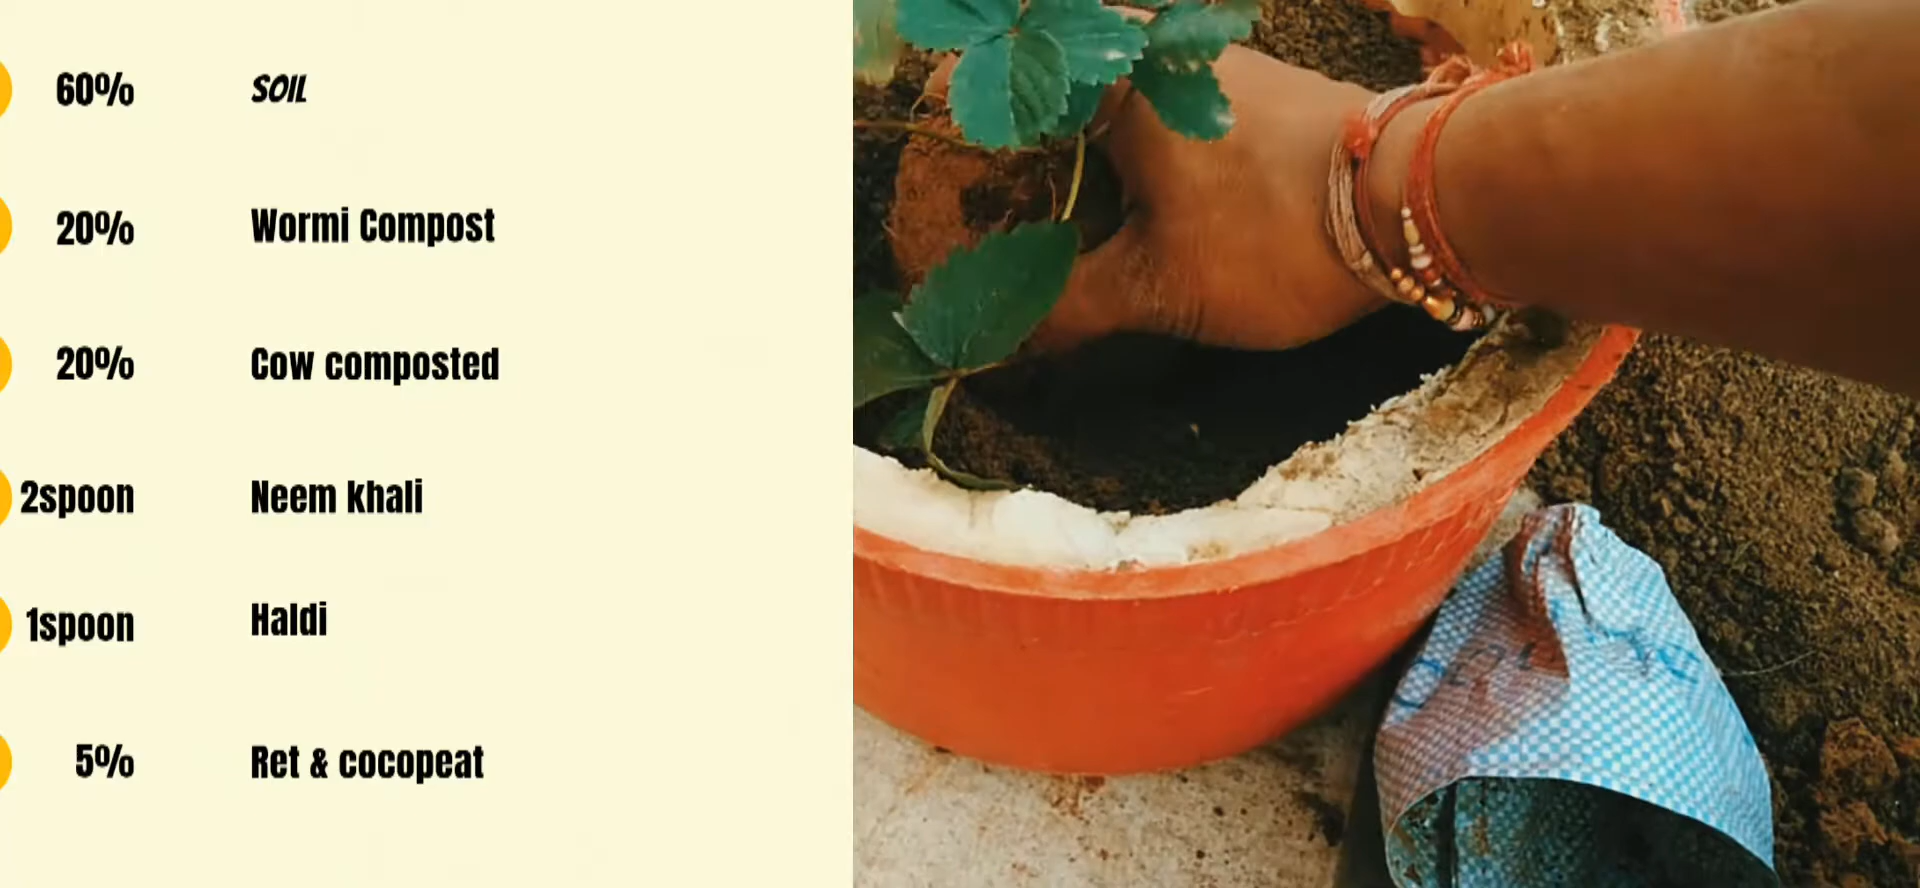 60% SOIL
20% Wormi Compost
20% Cow composted
2spoon Neem khali
1spoon Haldi
5% Ret & cocopeat